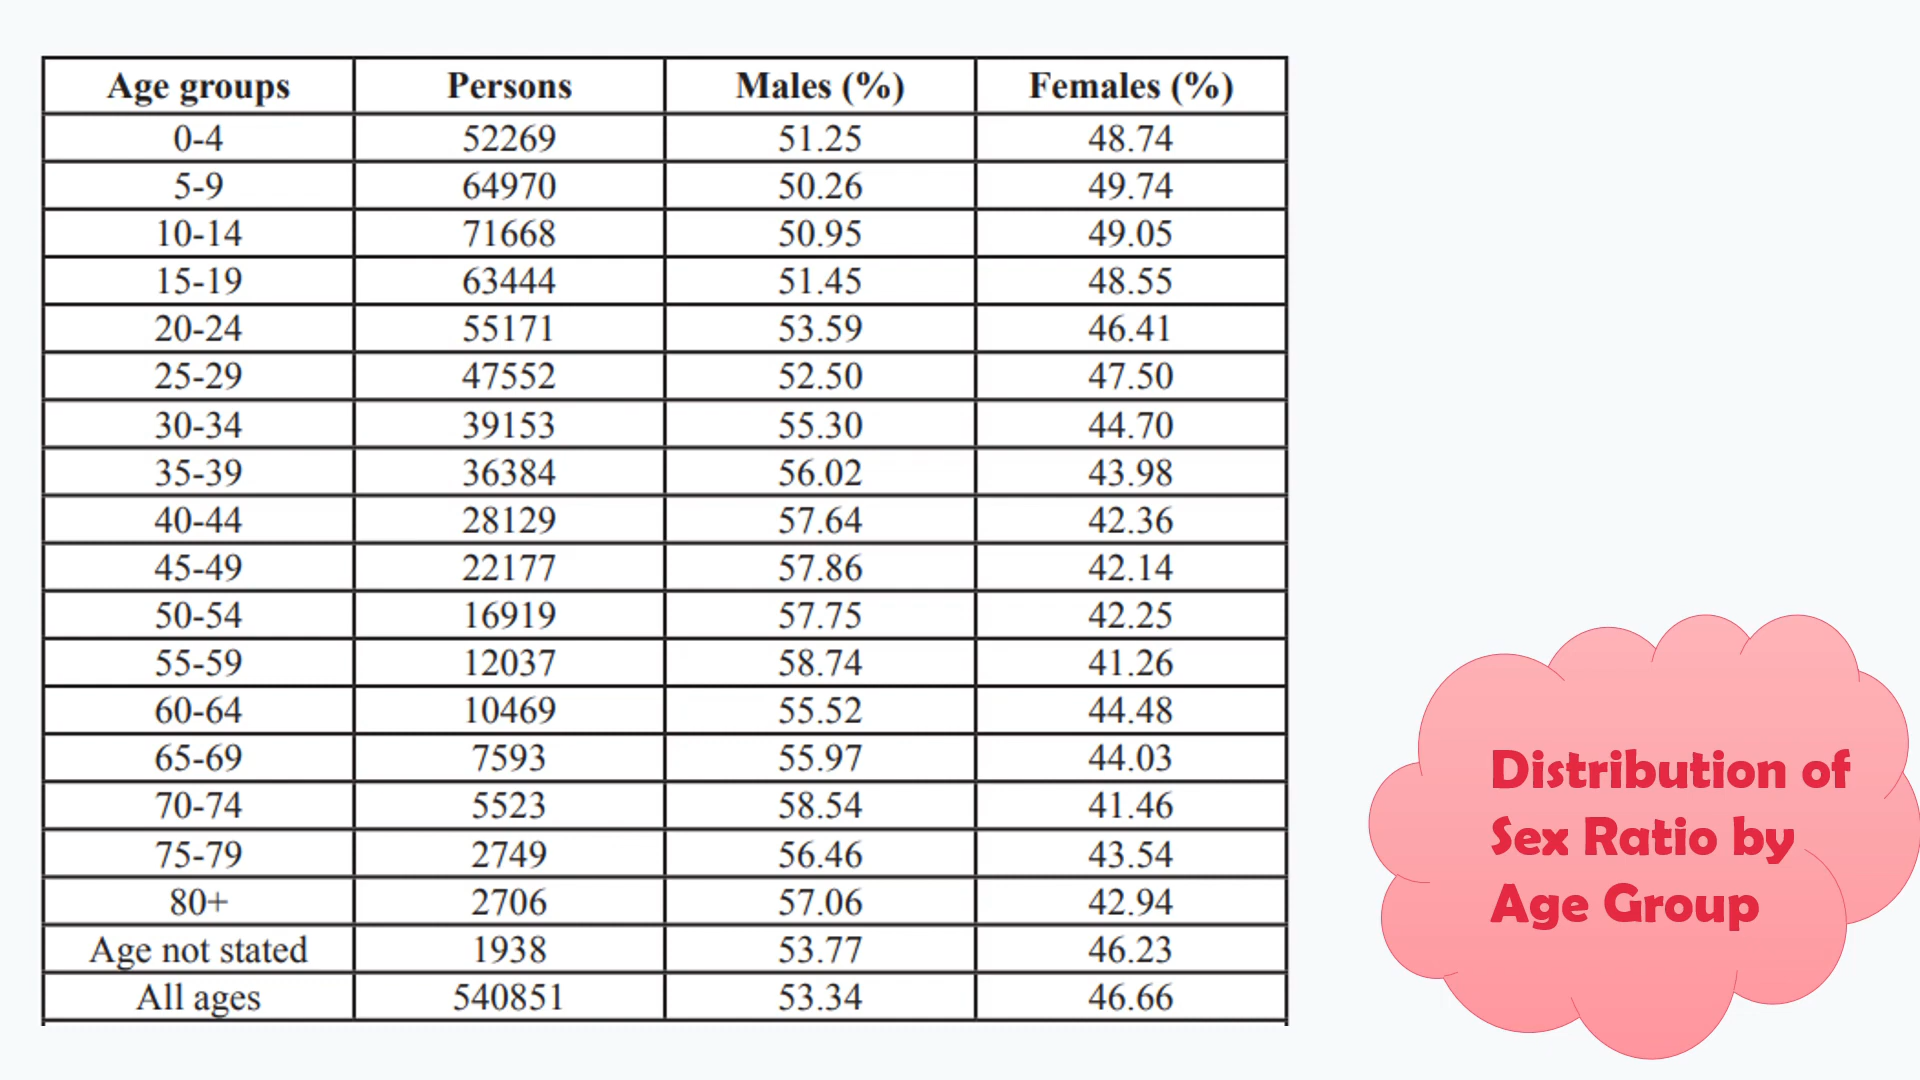 Age groups Persons Males (%) Females (%)
0-4 52269 51.25 48.74
5-9 64970 50.26 49.74
10-14 71668 50.95 49.05
15-19 63444 51.45 48.55
20-24 55171 53.59 46.41
25-29 47552 52.50 47.50
30-34 39153 55.30 44.70
35-39 36384 56.02 43.98
40-44 28129 57.64 42.36
45-49 22177 57.86 42.14
50-54 16919 57.75 42.25
55-59 12037 58.74 41.26
60-64 10469 55.52 44.48
65-69 7593 55.97 44.03
70-74 5523 58.54 41.46
75-79 2749 56.46 43.54
80+ 2706 57.06 42.94
Age not stated 1938 53.77 46.23
All ages 540851 53.34 46.66
Distribution of
Sex Ratio by
Age Group